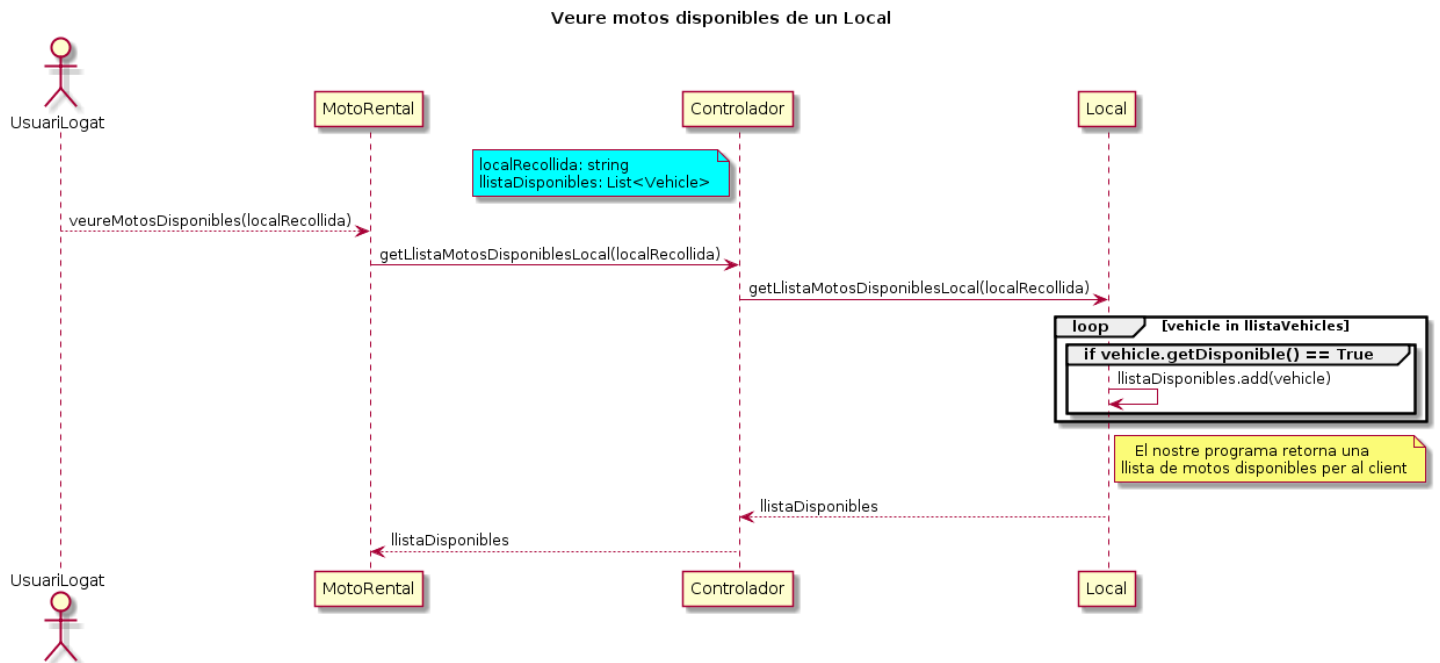 Veure motos disponibles de un Local
UsuariLogat
MotoRental
Controlador
Local
localRecollida: string
llistaDisponibles: List<Vehicle>
veureMotosDisponibles(localRecollida)
getLlistaMotosDisponiblesLocal(localRecollida)
getLlistaMotosDisponiblesLocal(localRecollida)
loop [vehicle in llistaVehicles]
if vehicle.getDisponible() == True
llistaDisponibles.add(vehicle)
El nostre programa retorna una
llista de motos disponibles per al client
llistaDisponibles
llistaDisponibles
UsuariLogat
MotoRental
Controlador
Local